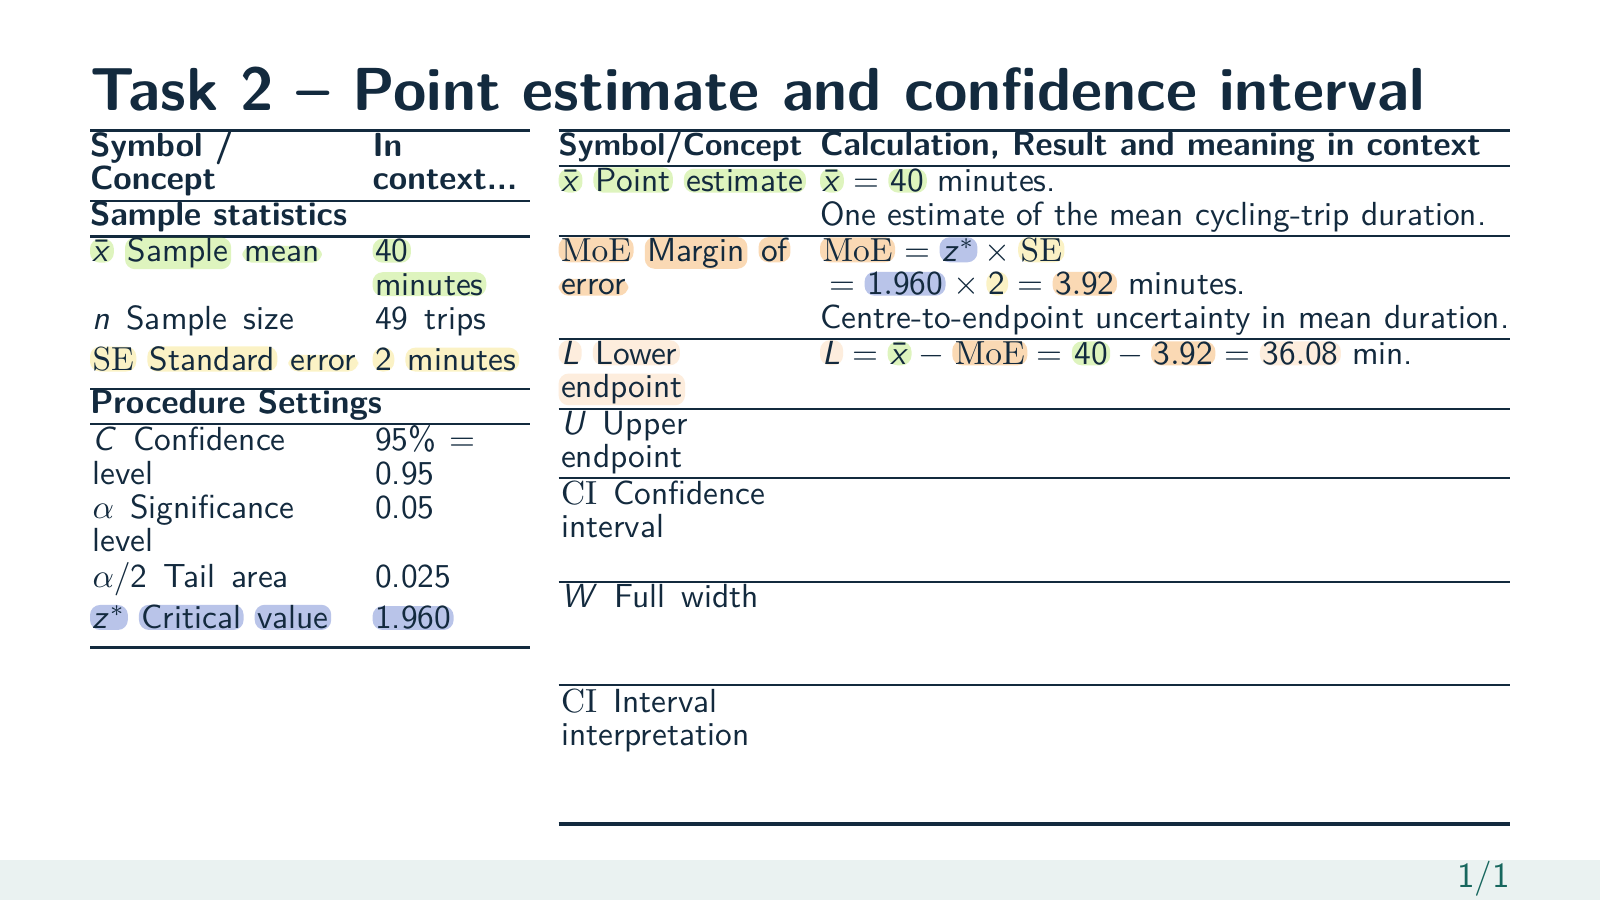 Task 2 – Point estimate and confidence interval
Symbol / In
Concept context...
Sample statistics
x̄ Sample mean 40
minutes
n Sample size 49 trips
SE Standard error 2 minutes
Procedure Settings
C Confidence 95% =
level 0.95
α Significance 0.05
level
α/2 Tail area 0.025
z* Critical value 1.960
Symbol/Concept Calculation, Result and meaning in context
x̄ Point estimate x̄ = 40 minutes.
One estimate of the mean cycling-trip duration.
MoE Margin of MoE = z* × SE
error = 1.960 × 2 = 3.92 minutes.
Centre-to-endpoint uncertainty in mean duration.
L Lower L = x̄ − MoE = 40 − 3.92 = 36.08 min.
endpoint
U Upper
endpoint
CI Confidence
interval
W Full width
CI Interval
interpretation
1/1